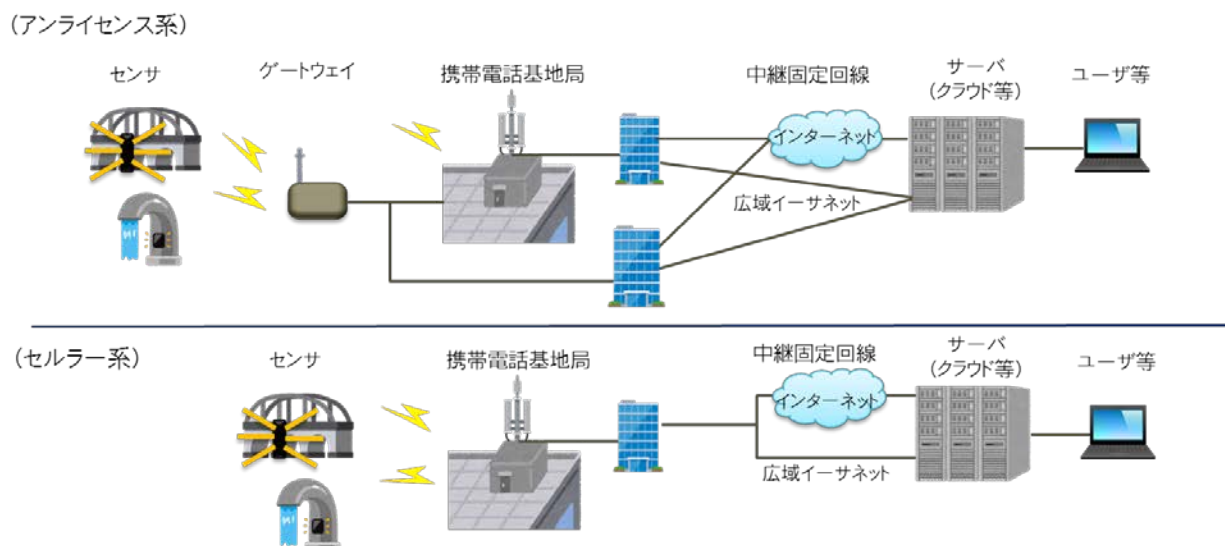 (アンライセンス系)
センサ
ゲートウェイ
携帯電話基地局
中継固定回線
サーバ
(クラウド等)
ユーザ等
インターネット
広域イーサネット
(セルラー系)
センサ
携帯電話基地局
中継固定回線
サーバ
(クラウド等)
ユーザ等
インターネット
広域イーサネット